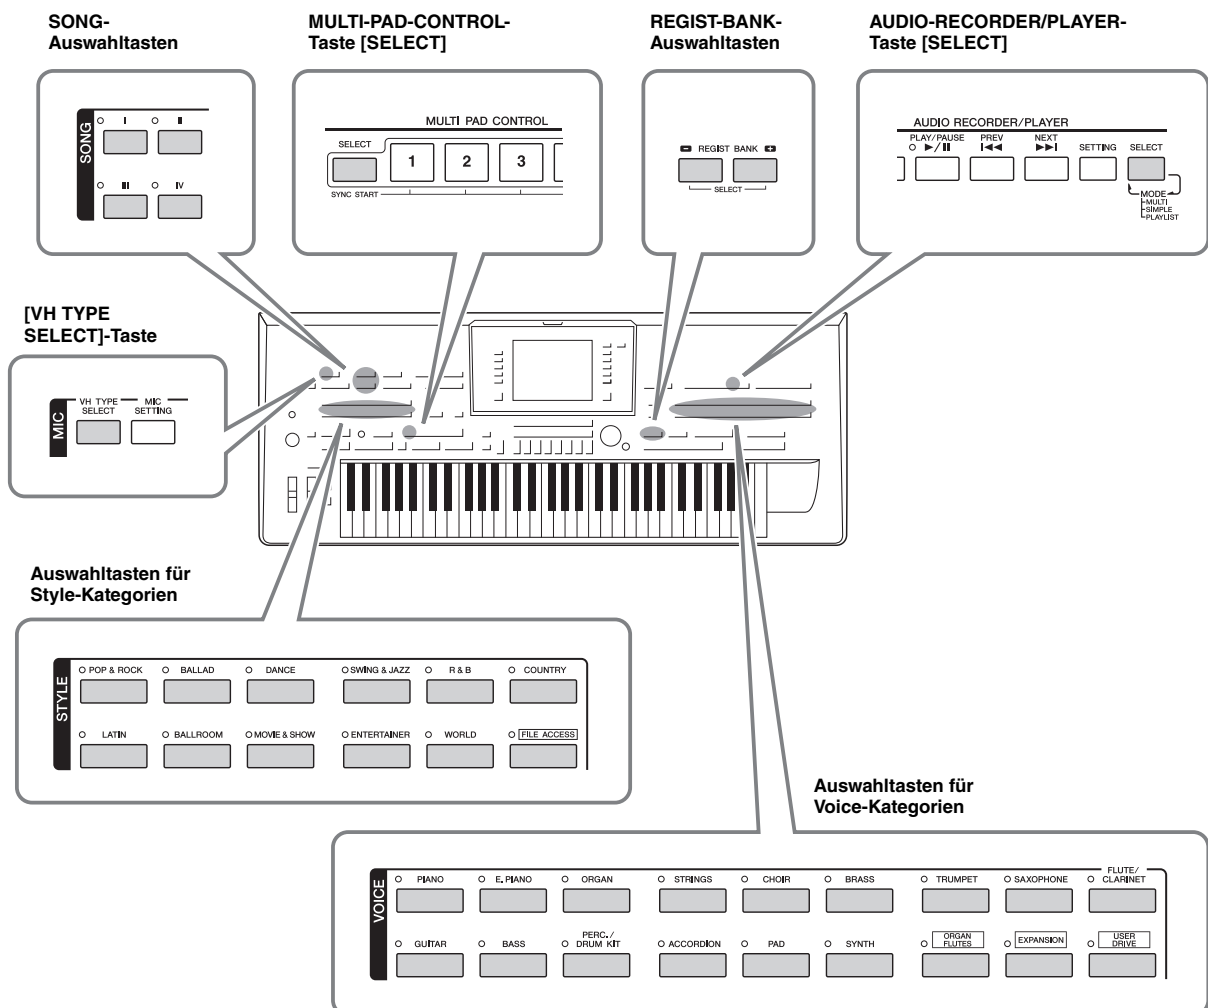 SONG-
Auswahltasten
MULTI-PAD-CONTROL-
Taste [SELECT]
REGIST-BANK-
Auswahltasten
AUDIO-RECORDER/PLAYER-
Taste [SELECT]
SONG
I
II
III
IV
MULTI PAD CONTROL
SELECT
1
2
3
SYNC START
REGIST BANK
SELECT
AUDIO RECORDER/PLAYER
PLAY/PAUSE
PREV
NEXT
SETTING
SELECT
MODE
MULTI
SIMPLE
PLAYLIST
[VH TYPE
SELECT]-Taste
MIC
VH TYPE
SELECT
MIC
SETTING
Auswahltasten für
Style-Kategorien
STYLE
POP & ROCK
BALLAD
DANCE
SWING & JAZZ
R & B
COUNTRY
LATIN
BALLROOM
MOVIE & SHOW
ENTERTAINER
WORLD
FILE ACCESS
Auswahltasten für
Voice-Kategorien
VOICE
PIANO
E. PIANO
ORGAN
STRINGS
CHOIR
BRASS
TRUMPET
SAXOPHONE
FLUTE/
CLARINET
GUITAR
BASS
PERC. /
DRUM KIT
ACCORDION
PAD
SYNTH
ORGAN
FLUTES
EXPANSION
USER
DRIVE